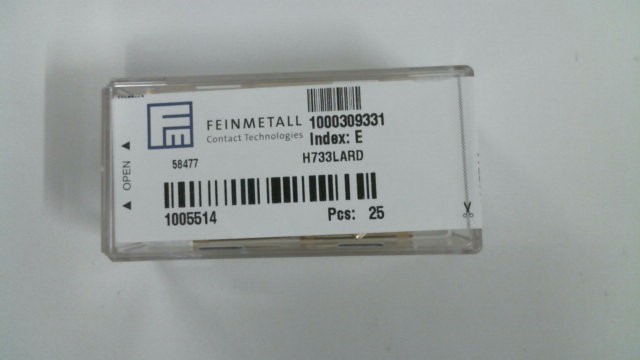 FEINMETALL
Contact Technologies
1000309331
Index: E
58477
H733LARD
1005514
Pcs: 25
OPEN